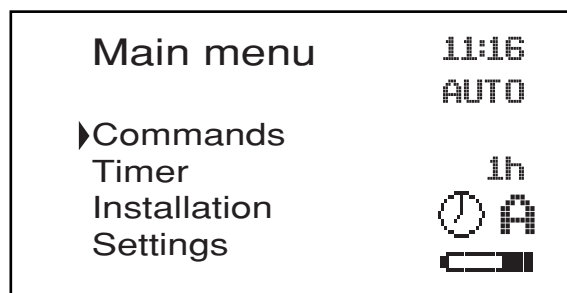 Main menu
11:16
AUTO
Commands
Timer
1h
Installation
A
Settings